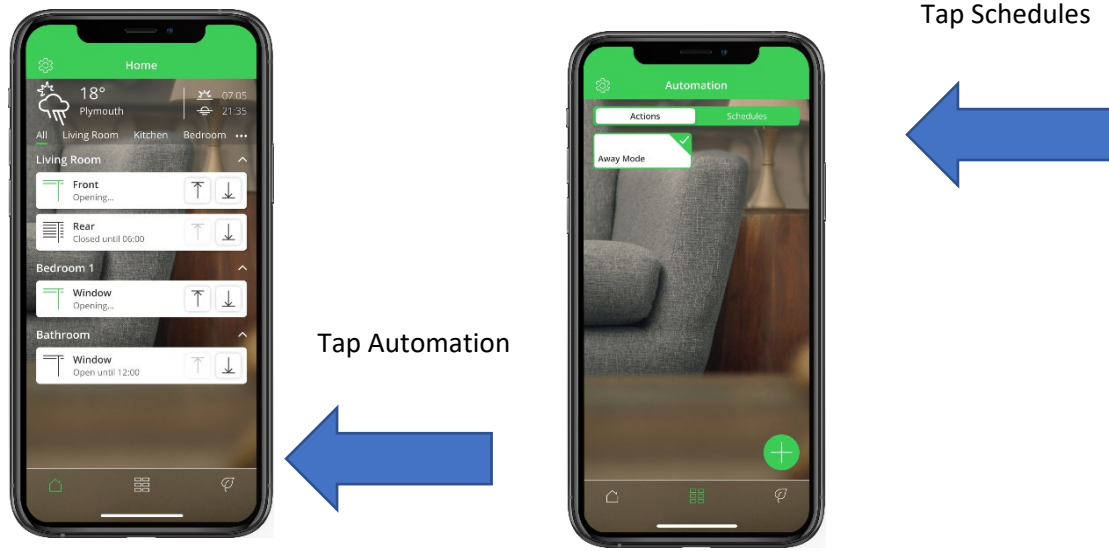 Tap Schedules
Home
18°
Plymouth
07:05
21:35
All Living Room Kitchen Bedroom •••
Living Room
Front
Opening...
Rear
Closed until 06:00
Bedroom 1
Window
Opening...
Bathroom
Window
Open until 12:00
Tap Automation
Automation
Actions Schedules
Away Mode